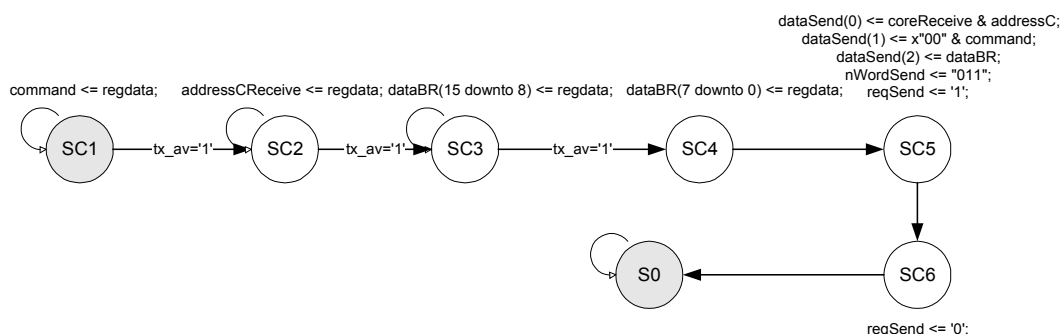 dataSend(0) <= coreReceive & addressC;
dataSend(1) <= x"00" & command;
dataSend(2) <= dataBR;
nWordSend <= "011";
reqSend <= '1';
command <= regdata;
addressCReceive <= regdata;
dataBR(15 downto 8) <= regdata;
dataBR(7 downto 0) <= regdata;
SC1
tx_av='1'
SC2
tx_av='1'
SC3
tx_av='1'
SC4
SC5
S0
SC6
reqSend <= '0';